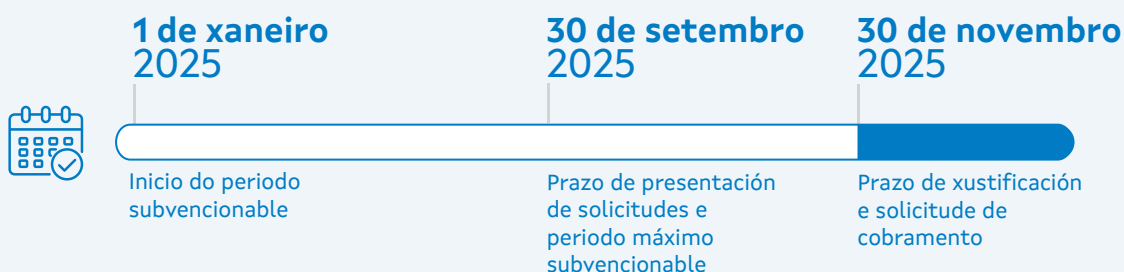 1 de xaneiro
2025
30 de setembro
2025
30 de novembro
2025
Inicio do periodo
subvencionable
Prazo de presentación
de solicitudes e
periodo máximo
subvencionable
Prazo de xustificación
e solicitude de
cobramento